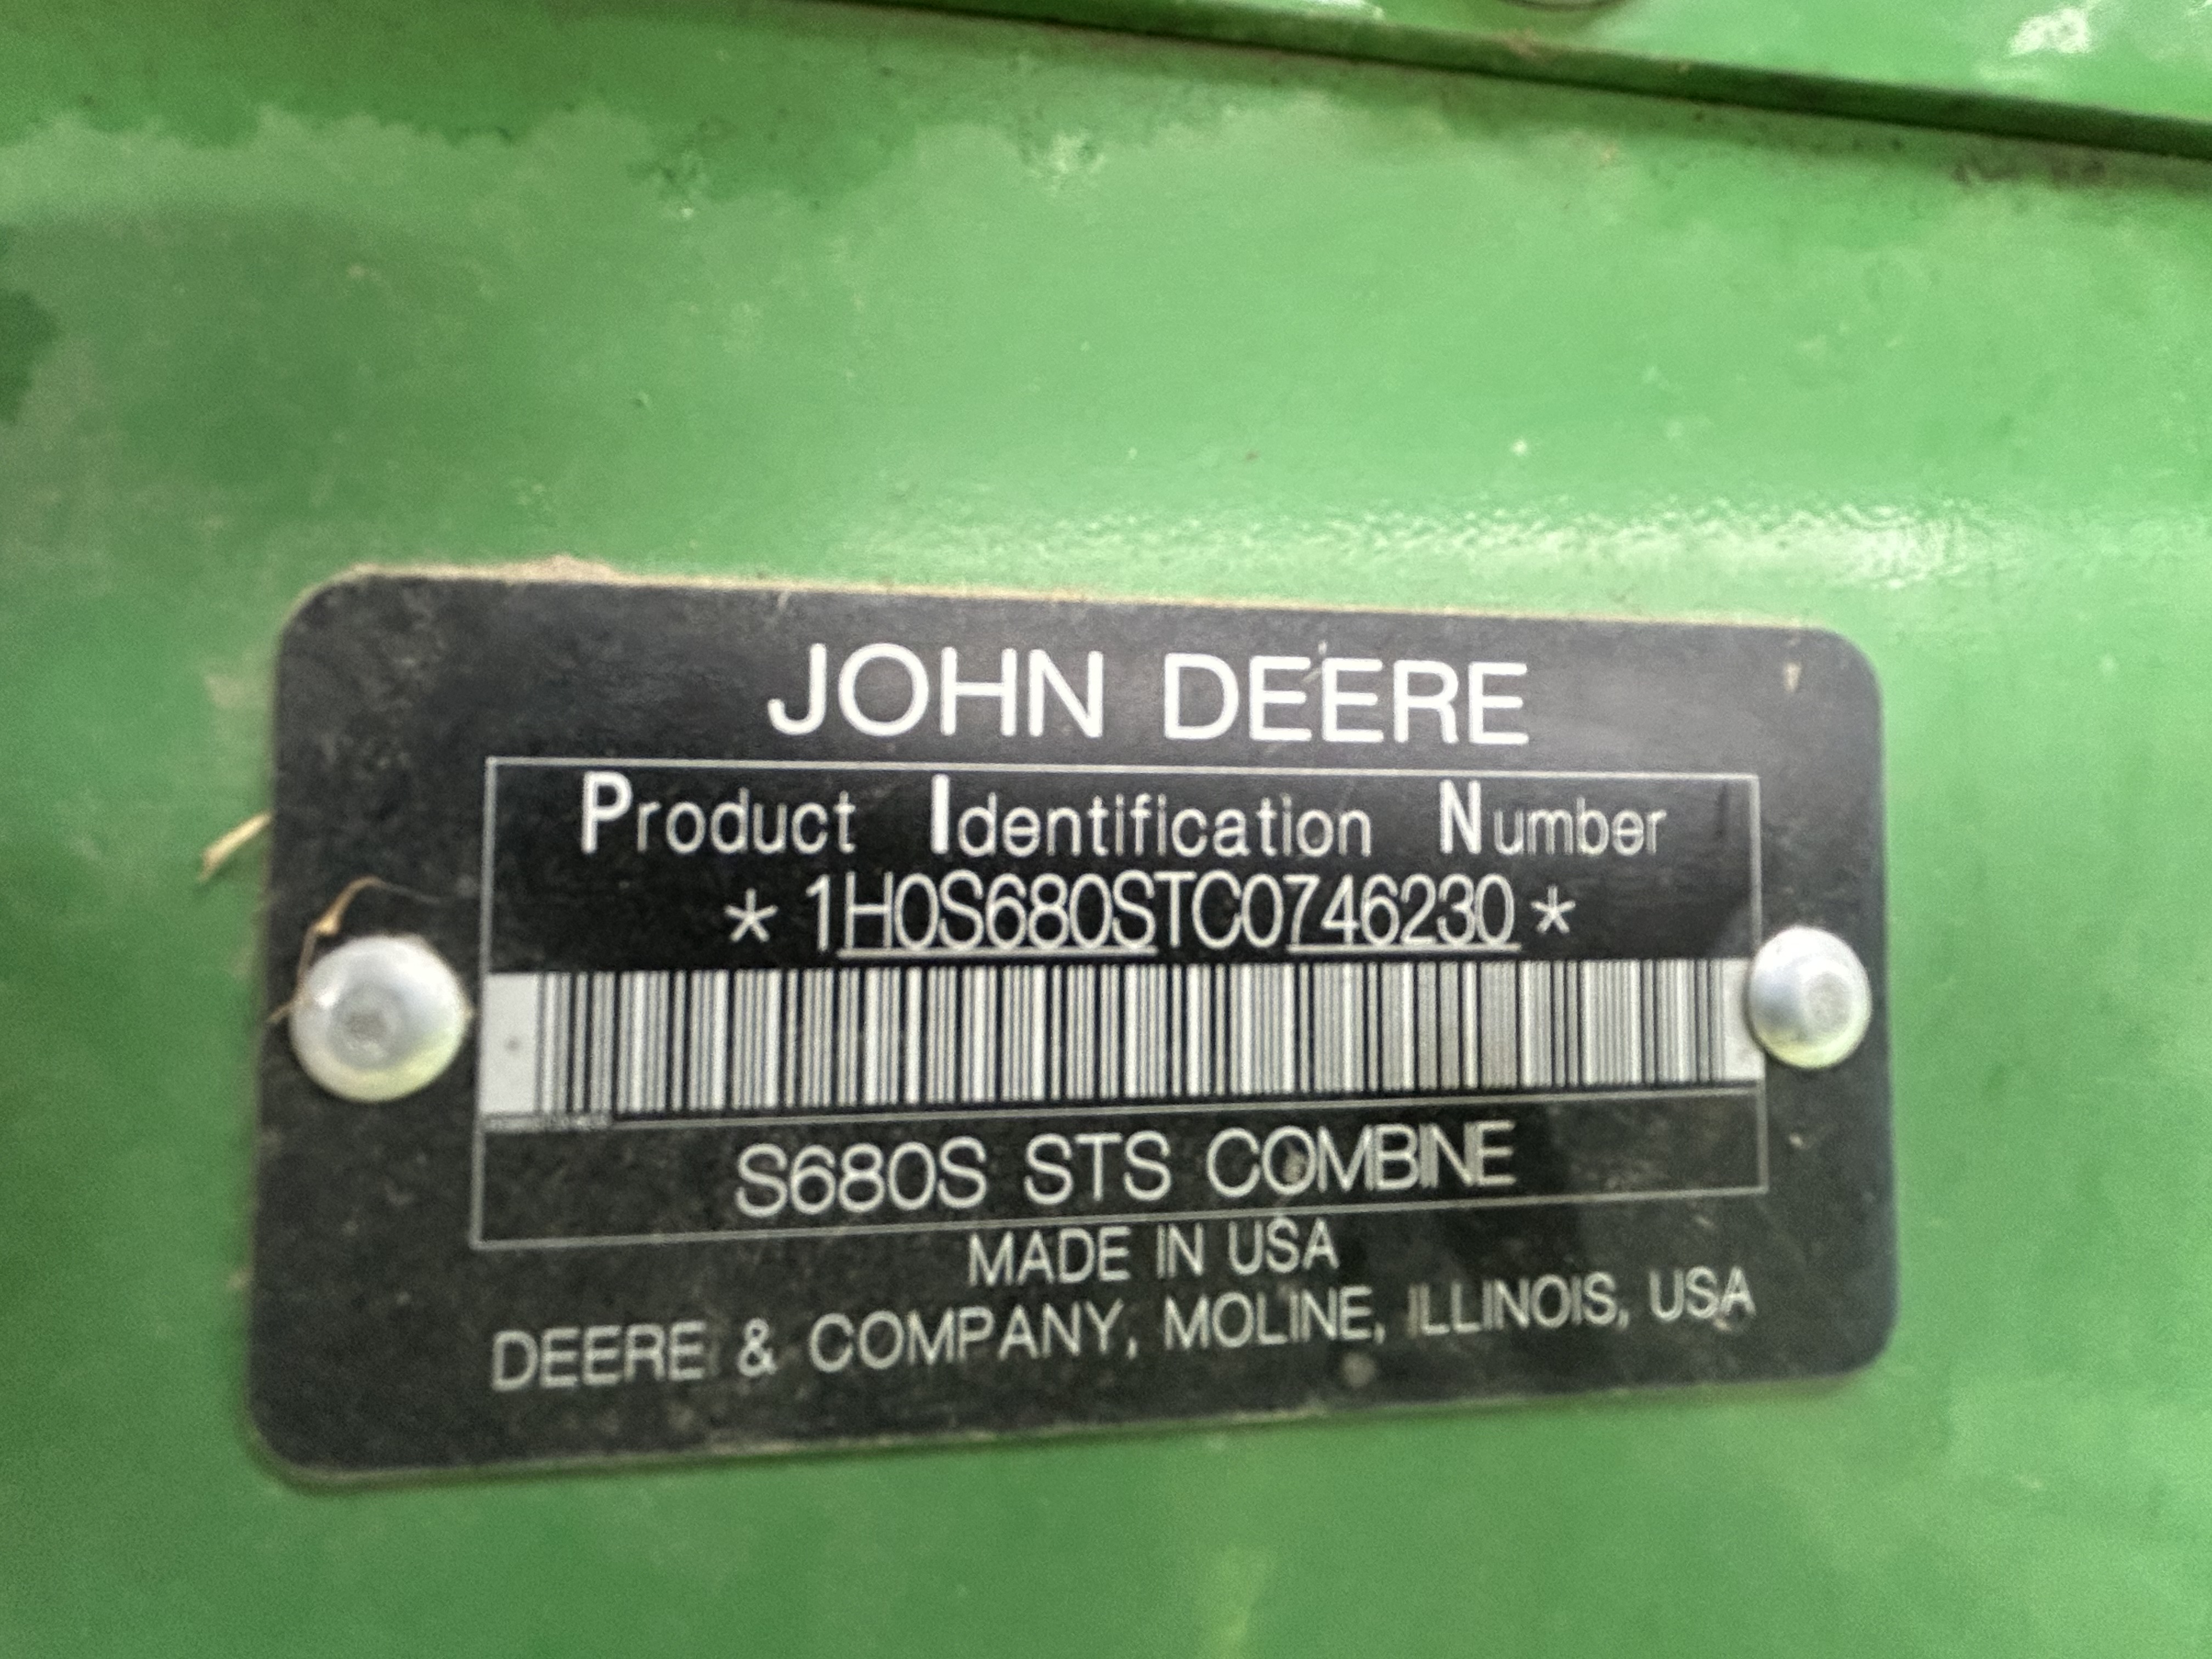 JOHN DEERE
Product Identification Number
* 1H0S680STC0746230 *
S680S STS COMBINE
MADE IN USA
DEERE & COMPANY, MOLINE, ILLINOIS, USA